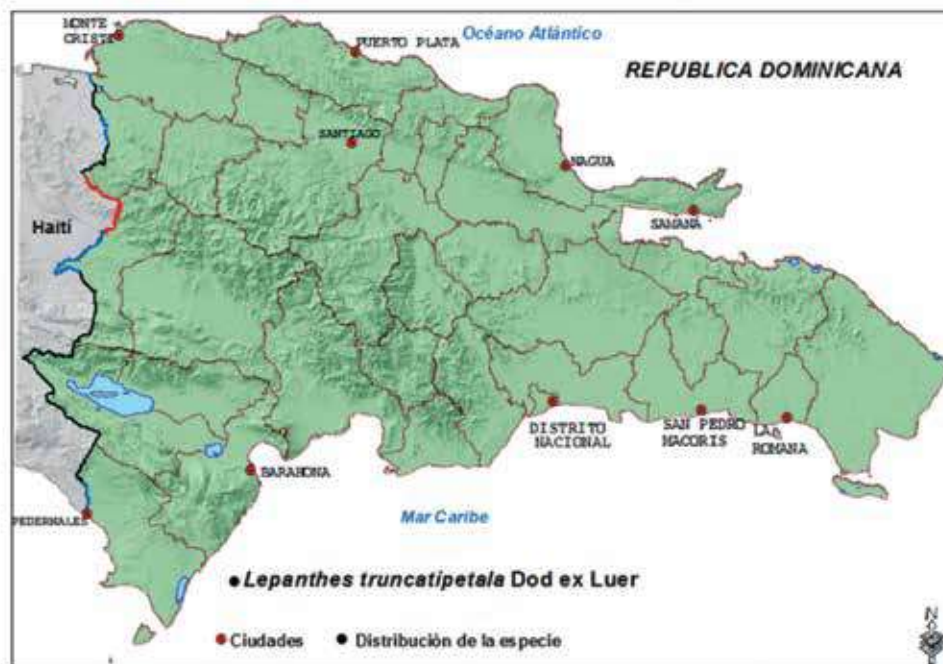 MONTE
CRISTI
PUERTO PLATA
Océano Atlántico
REPUBLICA DOMINICANA
SANTIAGO
NAGUA
SAMANA
Haití
DISTRITO
NACIONAL
SAN PEDRO
MACORIS
LA
ROMANA
BARAHONA
PEDERNALES
Mar Caribe
Lepanthes truncatipetala Dod ex Luer
Ciudades
Distribución de la especie
N